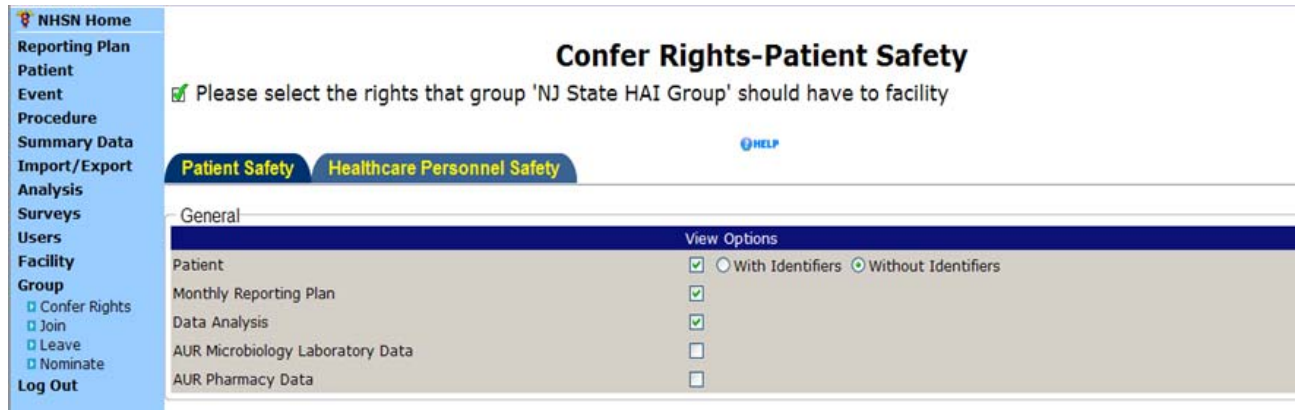 NHSN Home
Reporting Plan
Patient
Event
Procedure
Summary Data
Import/Export
Analysis
Surveys
Users
Facility
Group
Confer Rights
Join
Leave
Nominate
Log Out
Confer Rights-Patient Safety
Please select the rights that group 'NJ State HAI Group' should have to facility
HELP
Patient Safety Healthcare Personnel Safety
General
View Options
Patient With Identifiers Without Identifiers
Monthly Reporting Plan
Data Analysis
AUR Microbiology Laboratory Data
AUR Pharmacy Data